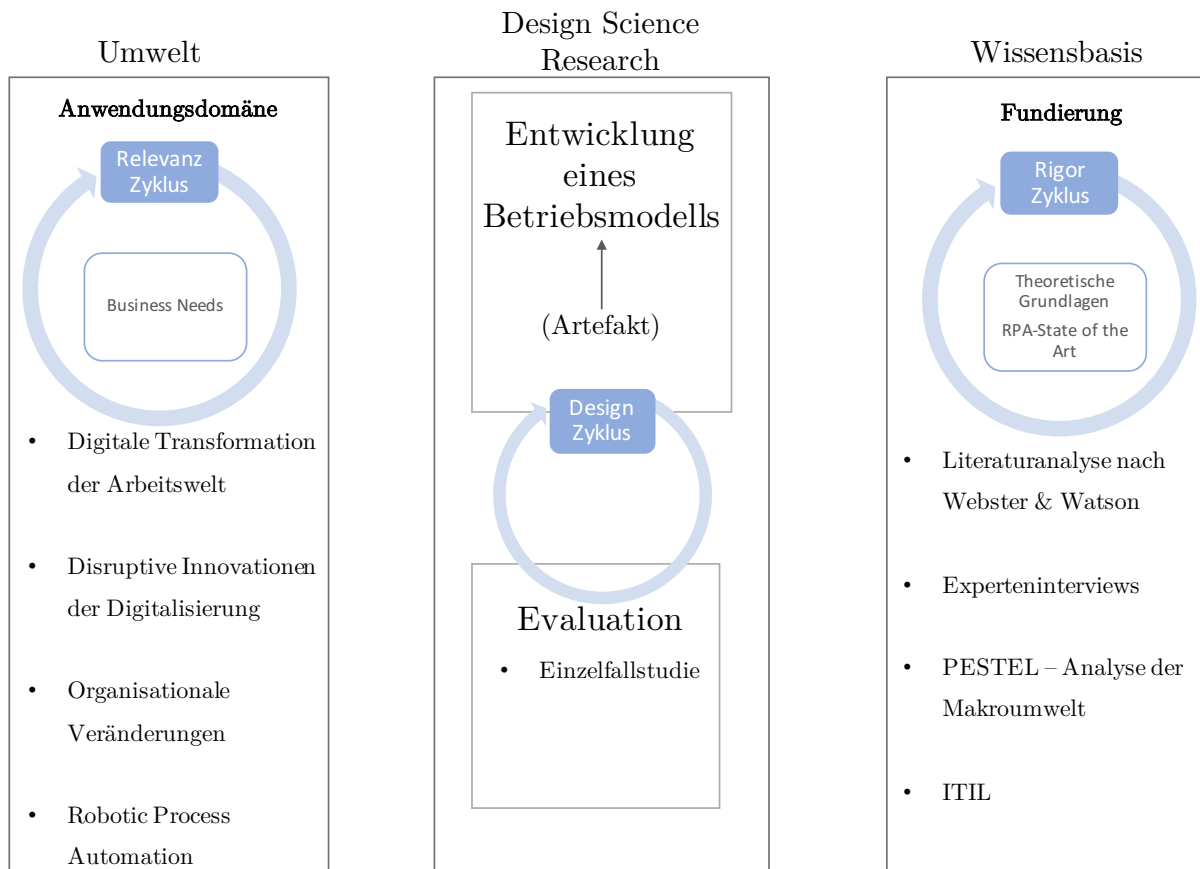 Umwelt
Anwendungsdomäne
Relevanz
Zyklus
Business Needs
• Digitale Transformation
der Arbeitswelt
• Disruptive Innovationen
der Digitalisierung
• Organisationale
Veränderungen
• Robotic Process
Automation
Design Science
Research
Entwicklung
eines
Betriebsmodells
(Artefakt)
Design
Zyklus
Evaluation
• Einzelfallstudie
Wissensbasis
Fundierung
Rigor
Zyklus
Theoretische
Grundlagen
RPA-State of the
Art
• Literaturanalyse nach
Webster & Watson
• Experteninterviews
• PESTEL – Analyse der
Makroumwelt
• ITIL